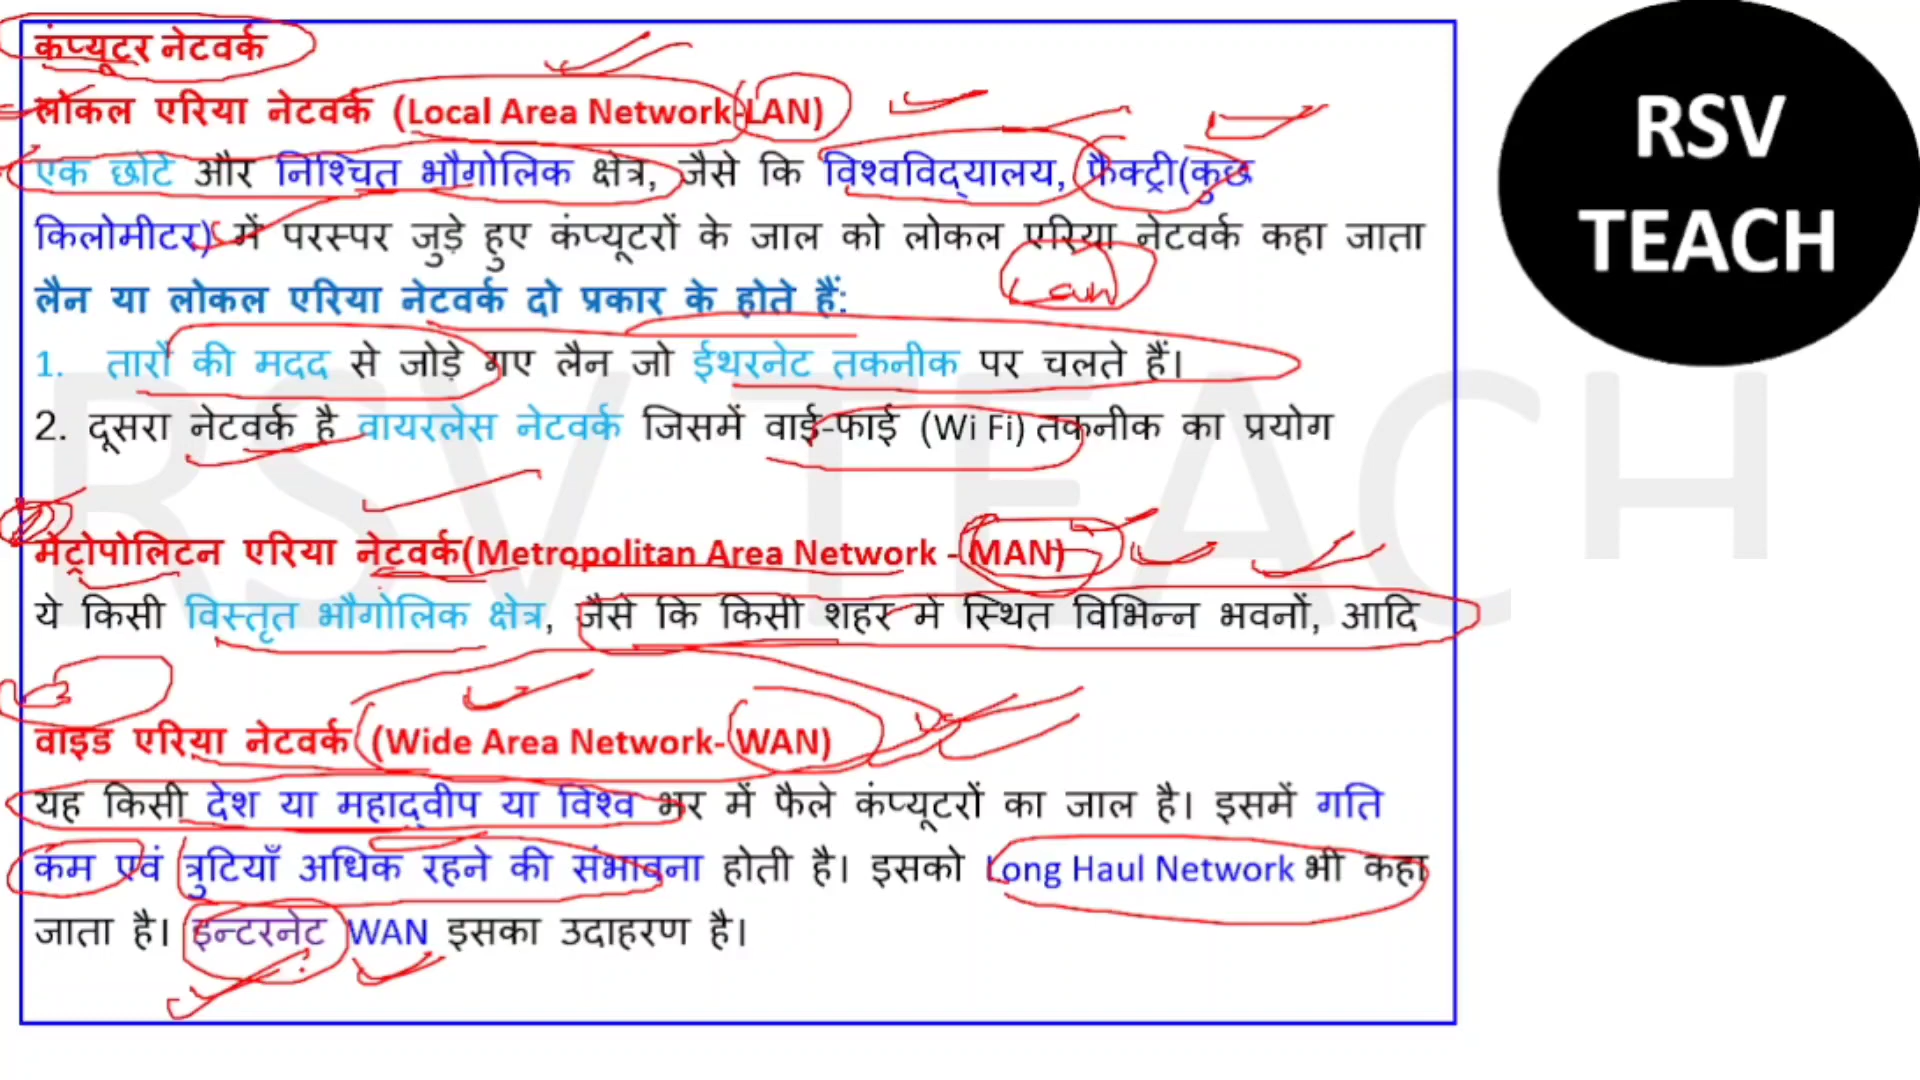 कंप्यूटर नेटवर्क
लोकल एरिया नेटवर्क (Local Area Network-LAN)
एक छोटे और निश्चित भौगोलिक क्षेत्र, जैसे कि विश्वविद्यालय, फैक्ट्री(कुछ
किलोमीटर) में परस्पर जुड़े हुए कंप्यूटरों के जाल को लोकल एरिया नेटवर्क कहा जाता
Lan
लैन या लोकल एरिया नेटवर्क दो प्रकार के होते हैं:
1. तारों की मदद से जोड़े गए लैन जो ईथरनेट तकनीक पर चलते हैं।
2. दूसरा नेटवर्क है वायरलेस नेटवर्क जिसमें वाई-फाई (Wi Fi) तकनीक का प्रयोग
मेट्रोपोलिटन एरिया नेटवर्क(Metropolitan Area Network - MAN)
ये किसी विस्तृत भौगोलिक क्षेत्र, जैसे कि किसी शहर मे स्थित विभिन्न भवनों, आदि
वाइड एरिया नेटवर्क (Wide Area Network- WAN)
यह किसी देश या महाद्वीप या विश्व भर में फैले कंप्यूटरों का जाल है। इसमें गति
कम एवं त्रुटियाँ अधिक रहने की संभावना होती है। इसको Long Haul Network भी कहा
जाता है। इन्टरनेट WAN इसका उदाहरण है।
RSV
TEACH
RSV TEACH